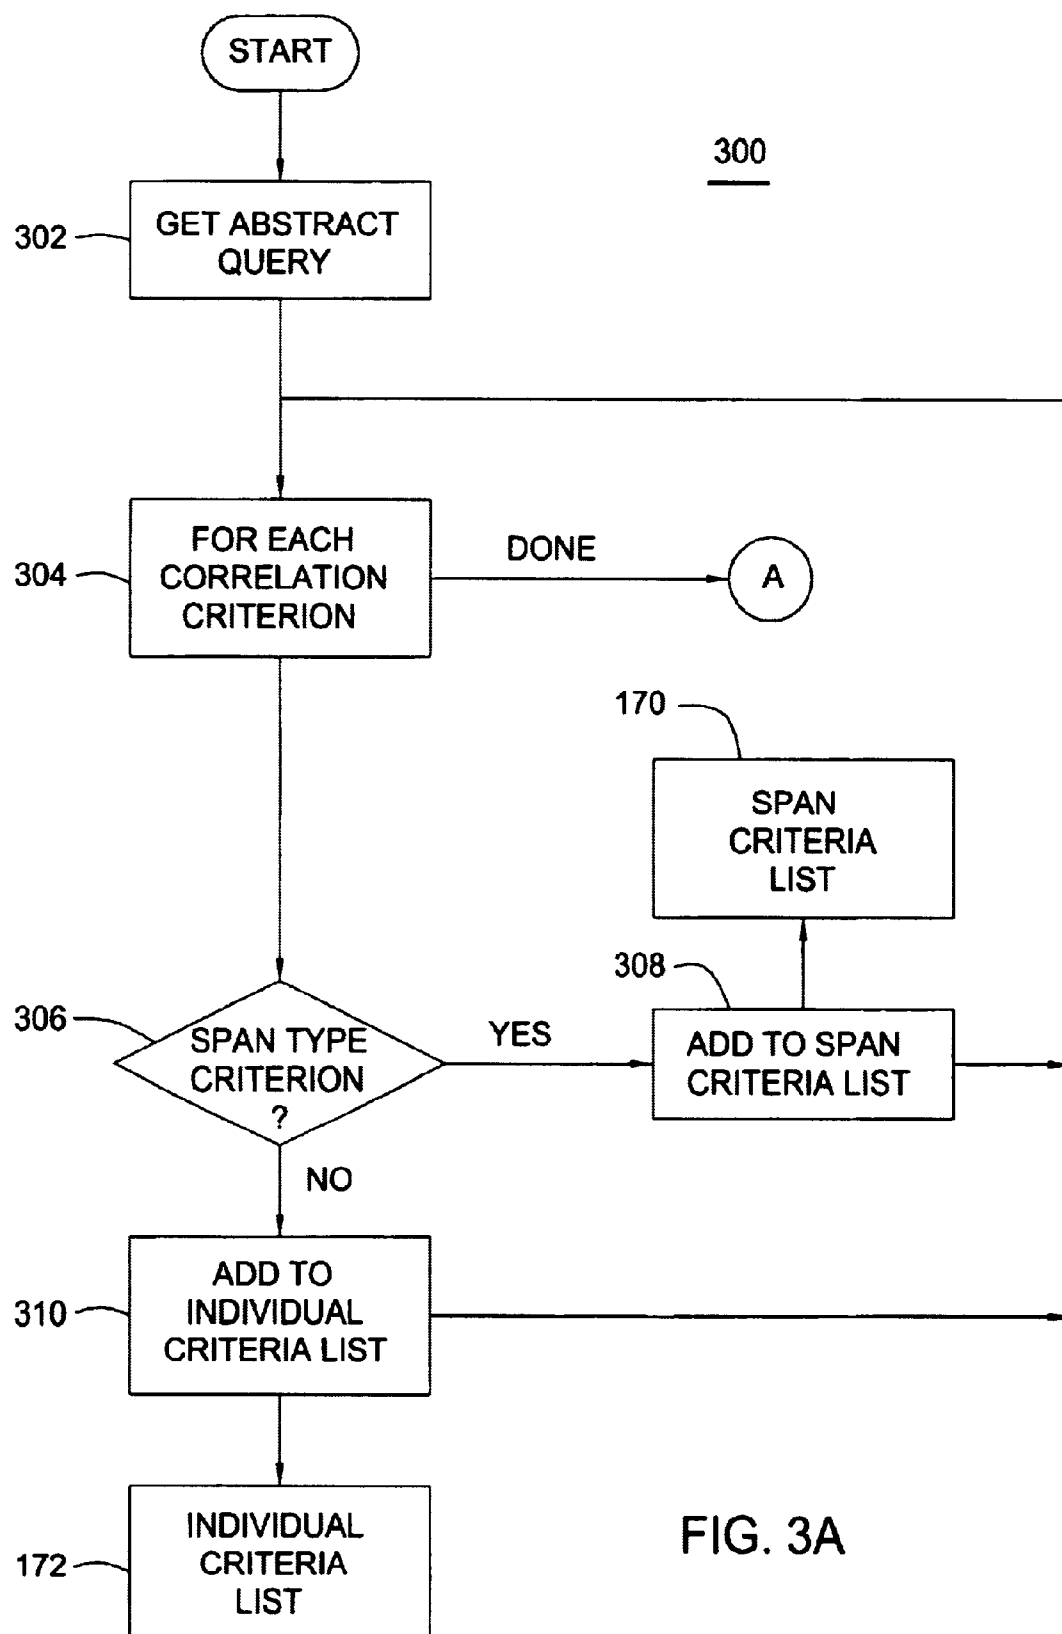 START
300
302
GET ABSTRACT
QUERY
304
FOR EACH
CORRELATION
CRITERION
DONE
A
170
SPAN
CRITERIA
LIST
306
SPAN TYPE
CRITERION
?
YES
308
ADD TO SPAN
CRITERIA LIST
NO
310
ADD TO
INDIVIDUAL
CRITERIA LIST
172
INDIVIDUAL
CRITERIA
LIST
FIG. 3A